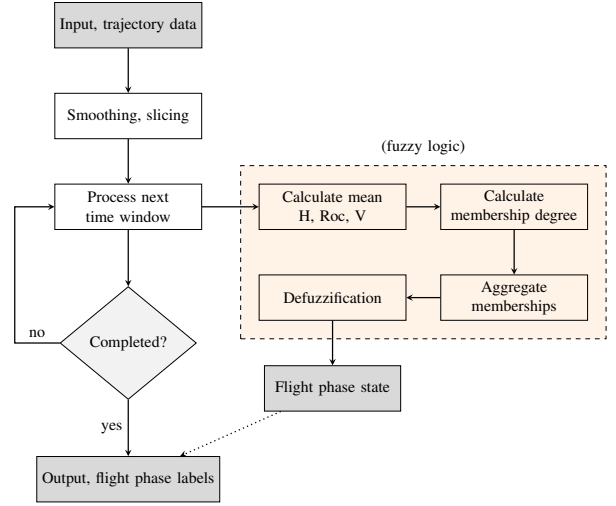 Input, trajectory data
Smoothing, slicing
(fuzzy logic)
Process next
time window
Calculate mean
H, Roc, V
Calculate
membership degree
Defuzzification
Aggregate
memberships
no
Completed?
Flight phase state
yes
Output, flight phase labels